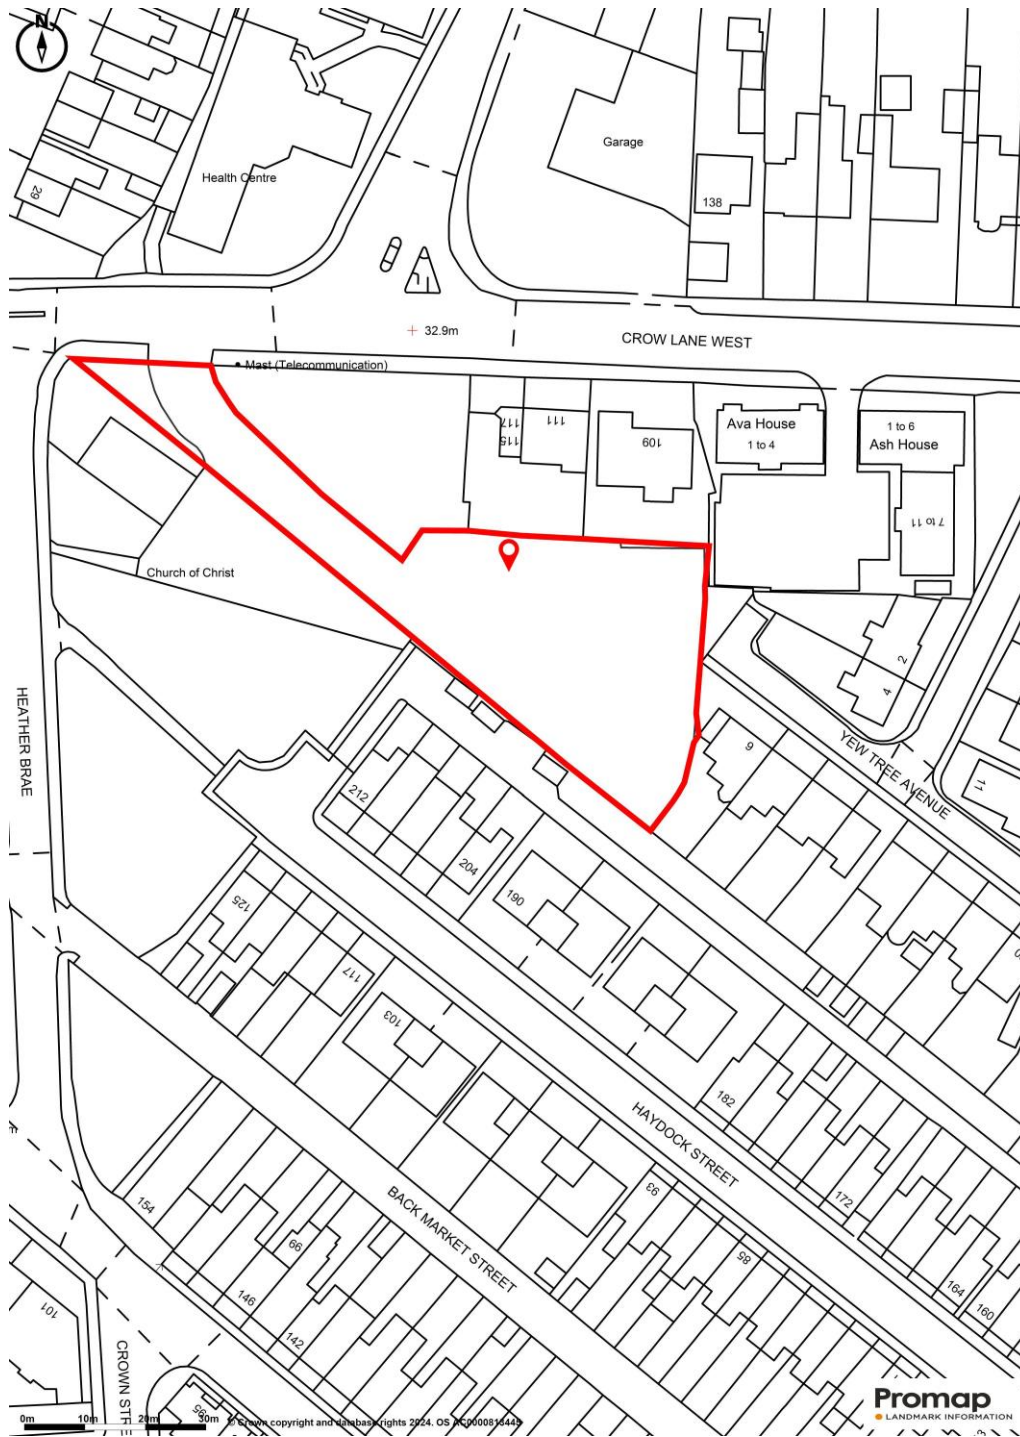 N
Health Centre
29
Garage
138
32.9m
CROW LANE WEST
Mast (Telecommunication)
117
115
111
109
Ava House
1 to 4
1 to 6
Ash House
7 to 11
Church of Christ
2
4
HEATHER BRAE
YEW TREE AVENUE
9
11
212
204
190
125
117
103
182
HAYDOCK STREET
172
164
160
93
85
BACK MARKET STREET
154
99
146
142
101
CROWN STRE
95
0m 10m 20m 30m
© Crown copyright and database rights 2024. OS AC0000813445
Promap
LANDMARK INFORMATION